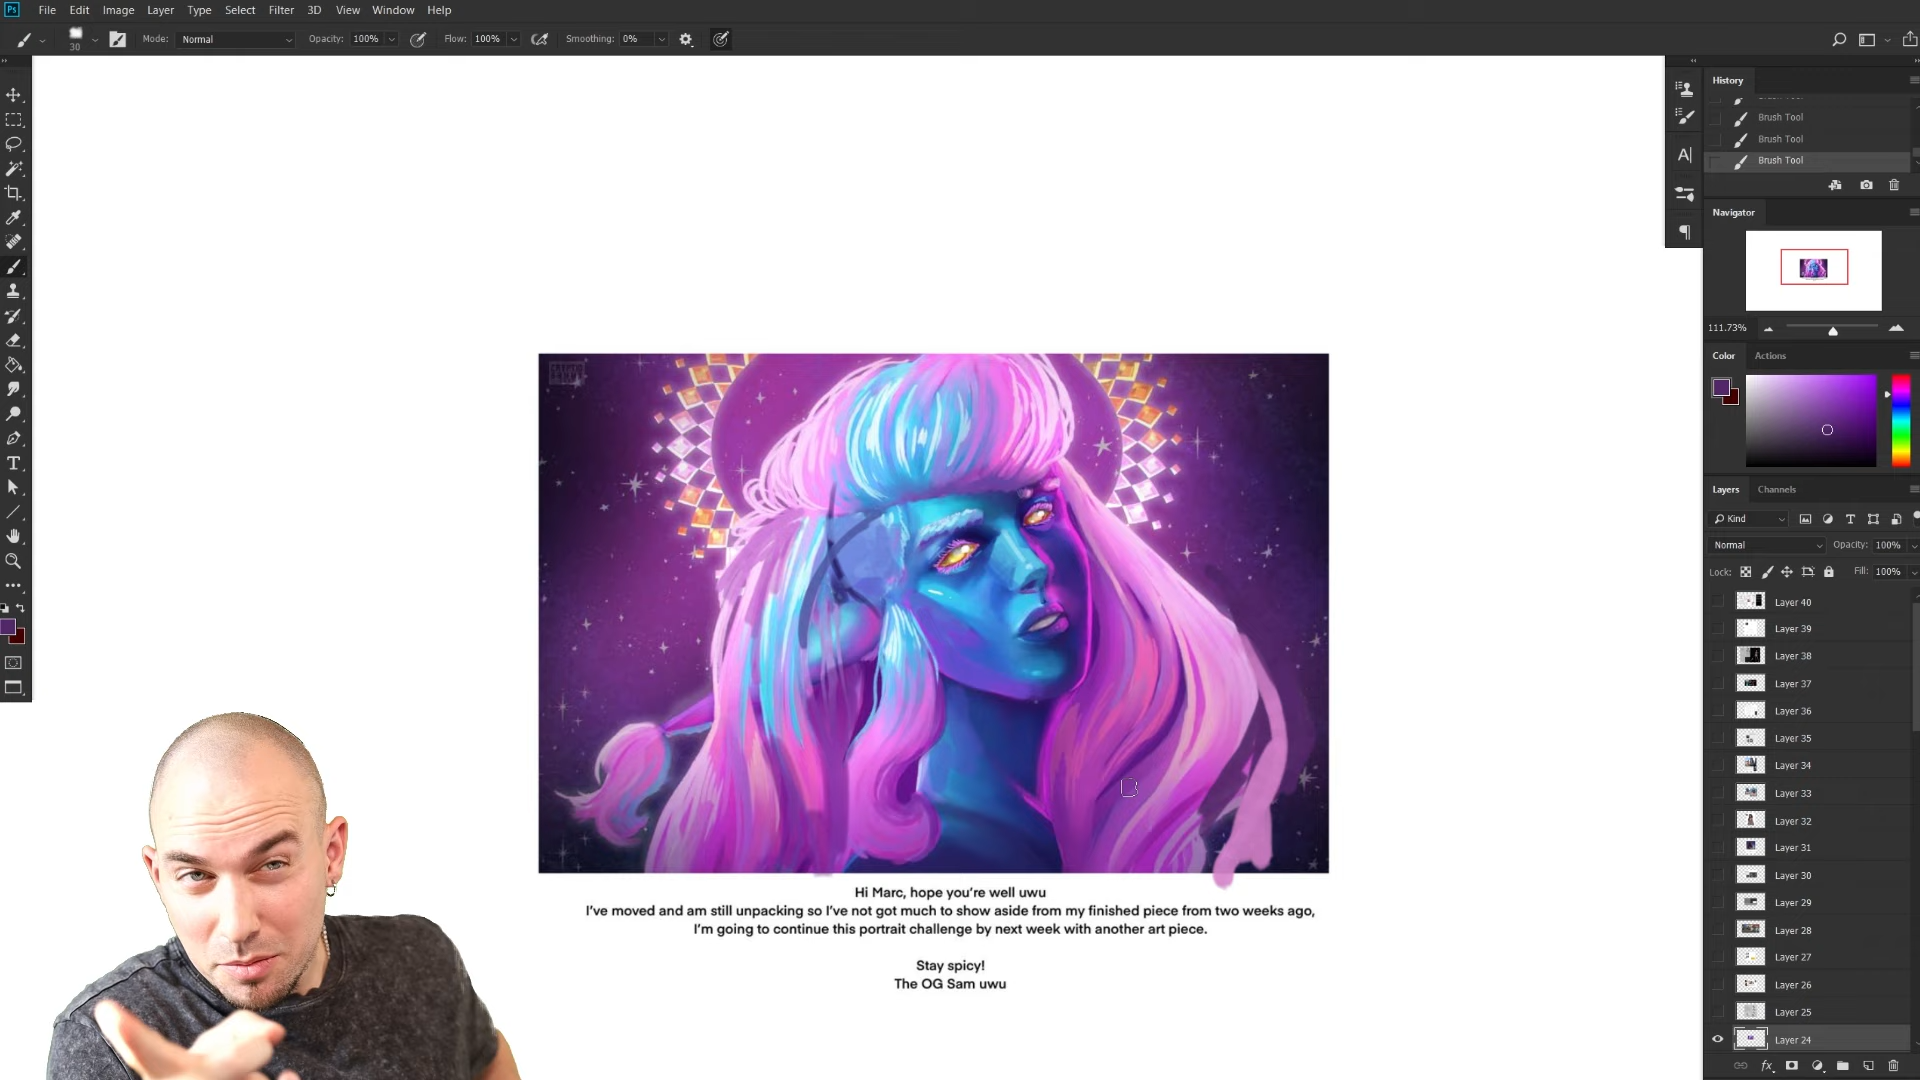 Ps File Edit Image Layer Type Select Filter 3D View Window Help
30 Mode: Normal Opacity: 100% Flow: 100% Smoothing: 0%
History
Brush Tool
Brush Tool
Brush Tool
Navigator
111.73%
Color Actions
Layers Channels
Kind
Normal Opacity: 100%
Lock: Fill: 100%
Layer 40
Layer 39
Layer 38
Layer 37
Layer 36
Layer 35
Layer 34
Layer 33
Layer 32
Layer 31
Layer 30
Layer 29
Layer 28
Layer 27
Layer 26
Layer 25
Layer 24
fx
Hi Marc, hope you're well uwu
I've moved and am still unpacking so I've not got much to show aside from my finished piece from two weeks ago,
I'm going to continue this portrait challenge by next week with another art piece.
Stay spicy!
The OG Sam uwu